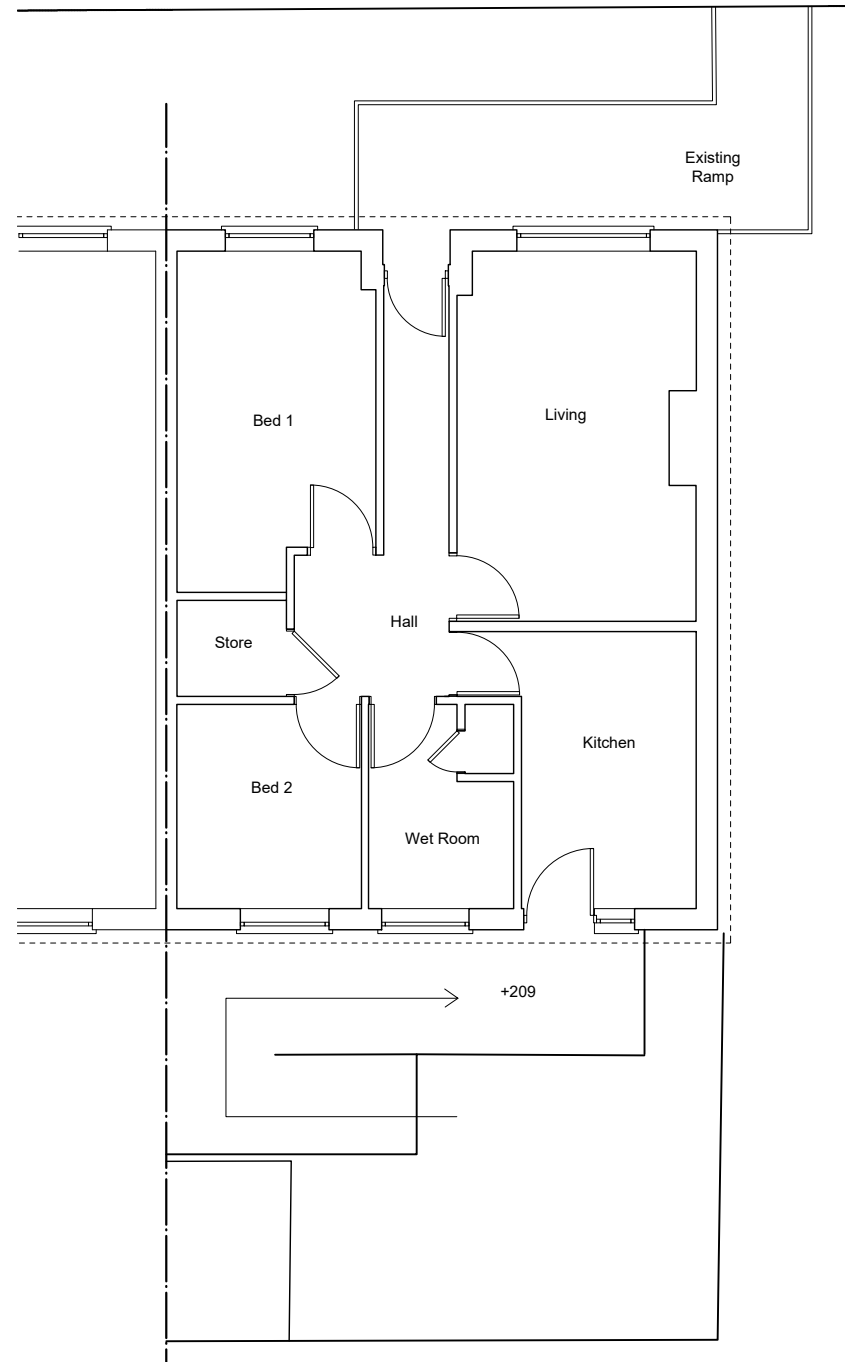 Existing
Ramp
Bed 1
Living
Hall
Store
Kitchen
Bed 2
Wet Room
+209